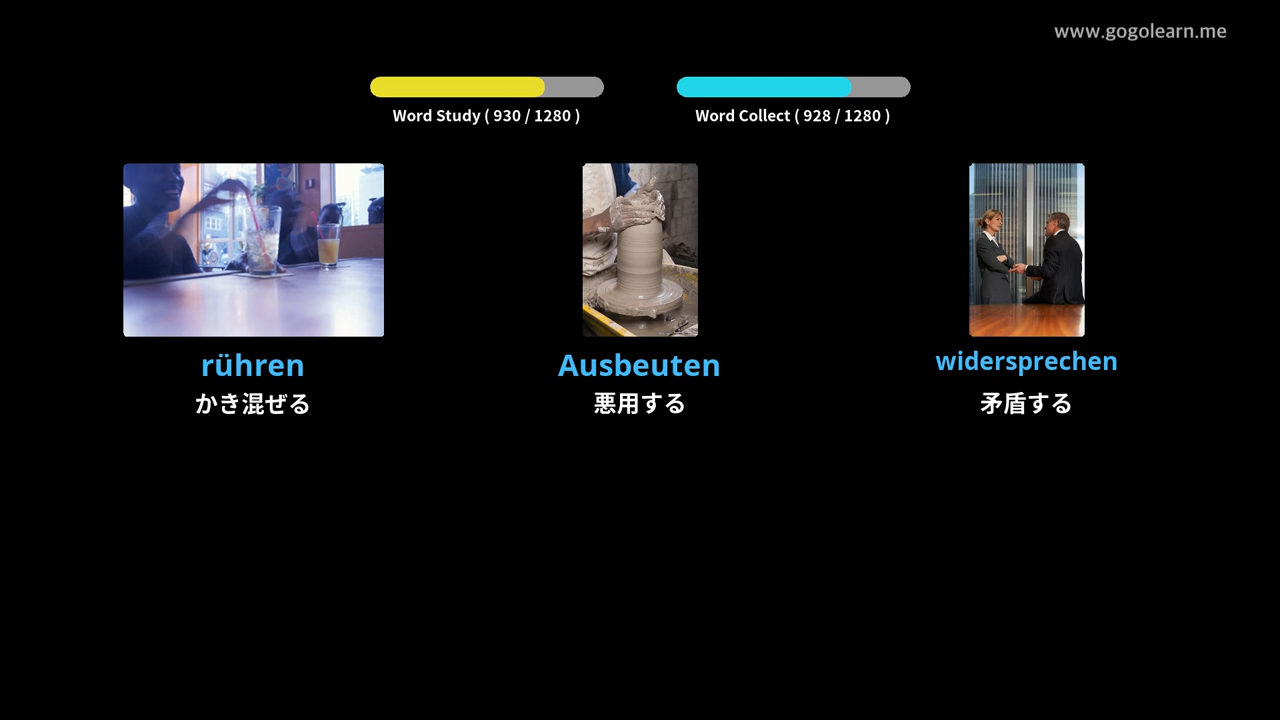 www.gogolearn.me
Word Study ( 930 / 1280 )
Word Collect ( 928 / 1280 )
rühren
Ausbeuten
widersprechen
かき混ぜる
悪用する
矛盾する